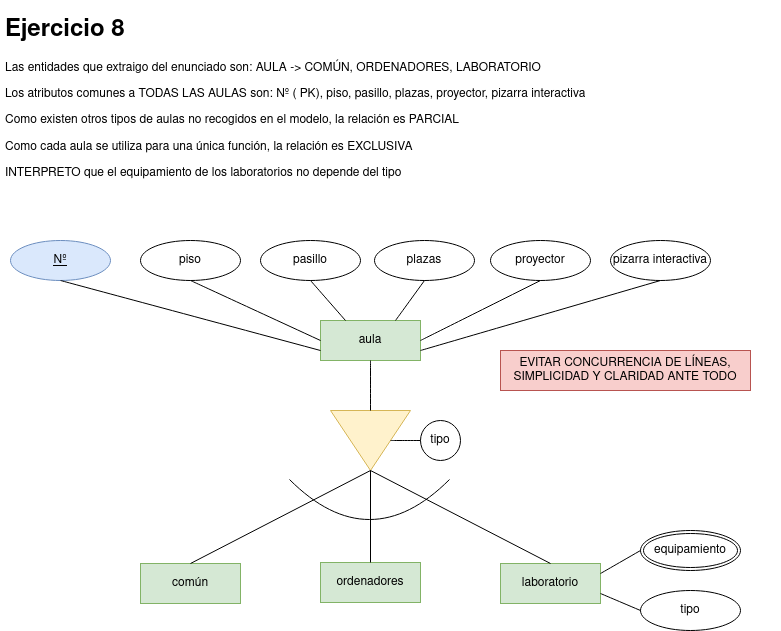 Ejercicio 8
Las entidades que extraigo del enunciado son: AULA -> COMÚN, ORDENADORES, LABORATORIO
Los atributos comunes a TODAS LAS AULAS son: Nº ( PK), piso, pasillo, plazas, proyector, pizarra interactiva
Como existen otros tipos de aulas no recogidos en el modelo, la relación es PARCIAL
Como cada aula se utiliza para una única función, la relación es EXCLUSIVA
INTERPRETO que el equipamiento de los laboratorios no depende del tipo
Nº
piso
pasillo
plazas
proyector
pizarra interactiva
aula
EVITAR CONCURRENCIA DE LÍNEAS,
SIMPLICIDAD Y CLARIDAD ANTE TODO
tipo
común
ordenadores
laboratorio
equipamiento
tipo